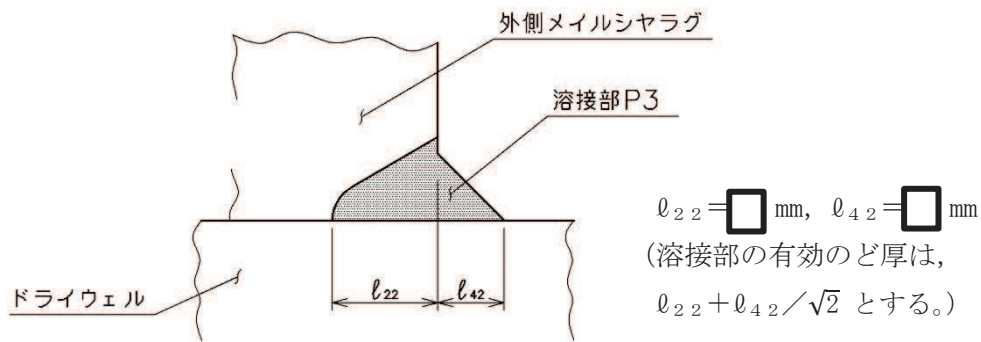 外側メイルシヤラグ
溶接部P3
ℓ₂₂=□mm, ℓ₄₂=□mm
(溶接部の有効のど厚は,
ℓ₂₂+ℓ₄₂/√2 とする。)
ドライウェル
ℓ₂₂
ℓ₄₂